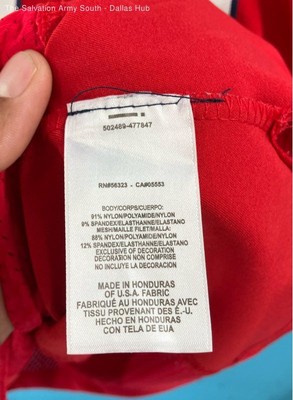 The Salvation Army South - Dallas Hub
502489-477847
RN#56323 - CA#05553
BODY/CORPS/CUERPO:
91% NYLON/POLYAMIDE/NYLON
9% SPANDEX/ELASTHANNE/ELASTANO
MESH/MAILLE FILET/MALLA:
88% NYLON/POLYAMIDE/NYLON
12% SPANDEX/ELASTHANNE/ELASTANO
EXCLUSIVE OF DECORATION
DECORATION NON COMPRISE
NO INCLUYE LA DECORACION
MADE IN HONDURAS
OF U.S.A. FABRIC
FABRIQUÉ AU HONDURAS AVEC
TISSU PROVENANT DES É.-U.
HECHO EN HONDURAS
CON TELA DE EUA